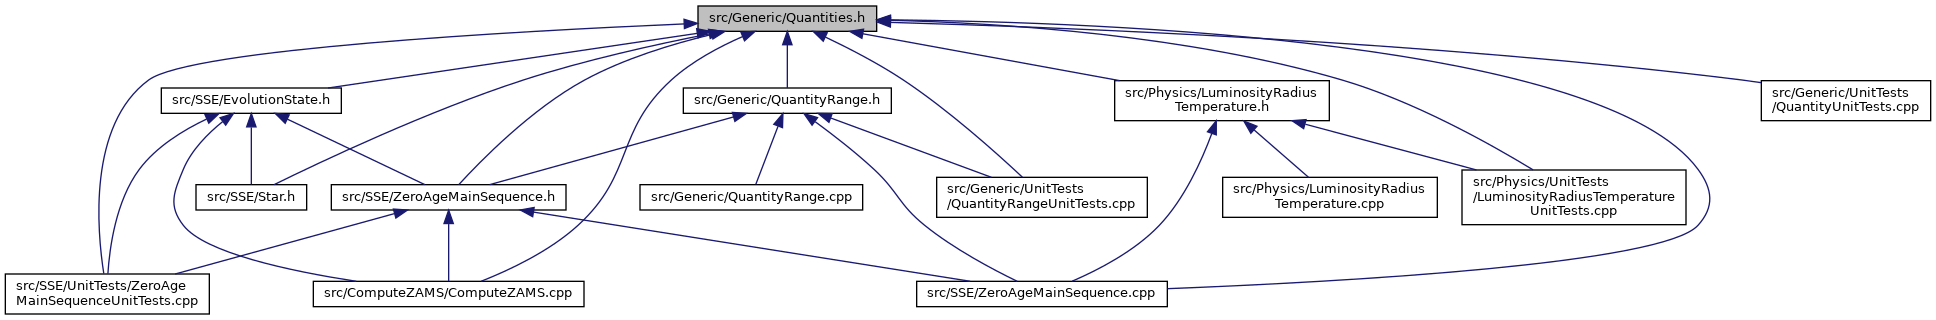 src/Generic/Quantities.h
src/SSE/EvolutionState.h
src/Generic/QuantityRange.h
src/Physics/LuminosityRadius
Temperature.h
src/Generic/UnitTests
/QuantityUnitTests.cpp
src/SSE/Star.h
src/SSE/ZeroAgeMainSequence.h
src/Generic/QuantityRange.cpp
src/Generic/UnitTests
/QuantityRangeUnitTests.cpp
src/Physics/LuminosityRadius
Temperature.cpp
src/Physics/UnitTests
/LuminosityRadiusTemperature
UnitTests.cpp
src/SSE/UnitTests/ZeroAge
MainSequenceUnitTests.cpp
src/ComputeZAMS/ComputeZAMS.cpp
src/SSE/ZeroAgeMainSequence.cpp